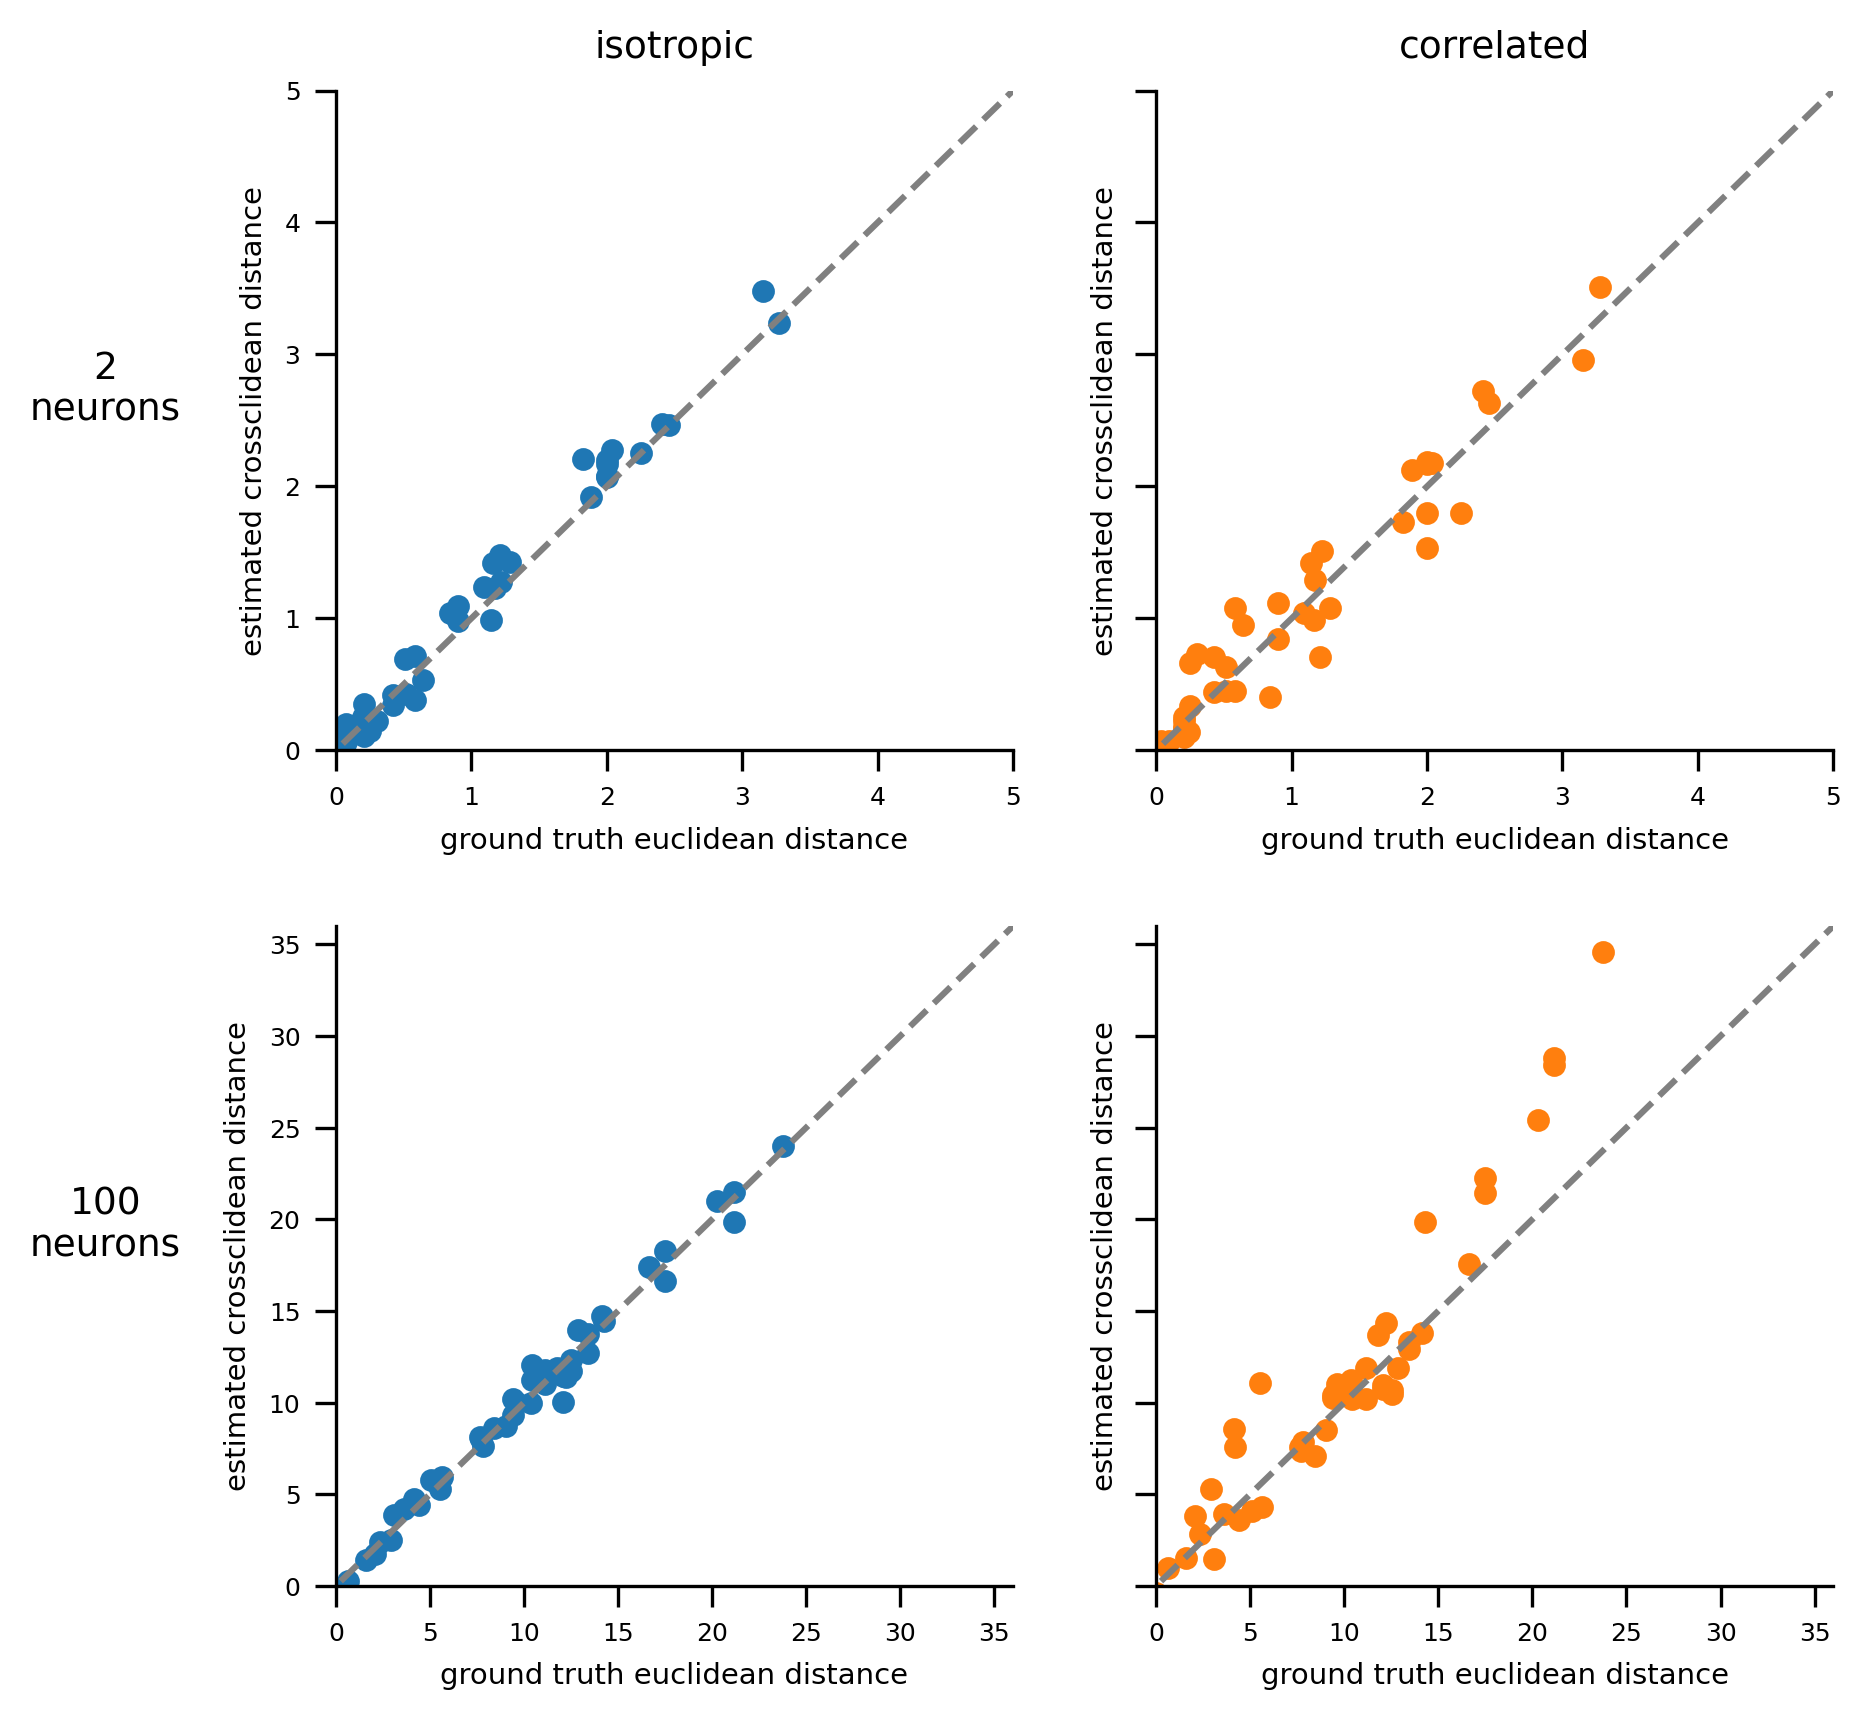 isotropic
correlated
2
neurons
estimated crossclidean distance
5
4
3
2
1
0
0 1 2 3 4 5
ground truth euclidean distance
estimated crossclidean distance
0 1 2 3 4 5
ground truth euclidean distance
100
neurons
estimated crossclidean distance
35
30
25
20
15
10
5
0
0 5 10 15 20 25 30 35
ground truth euclidean distance
estimated crossclidean distance
0 5 10 15 20 25 30 35
ground truth euclidean distance